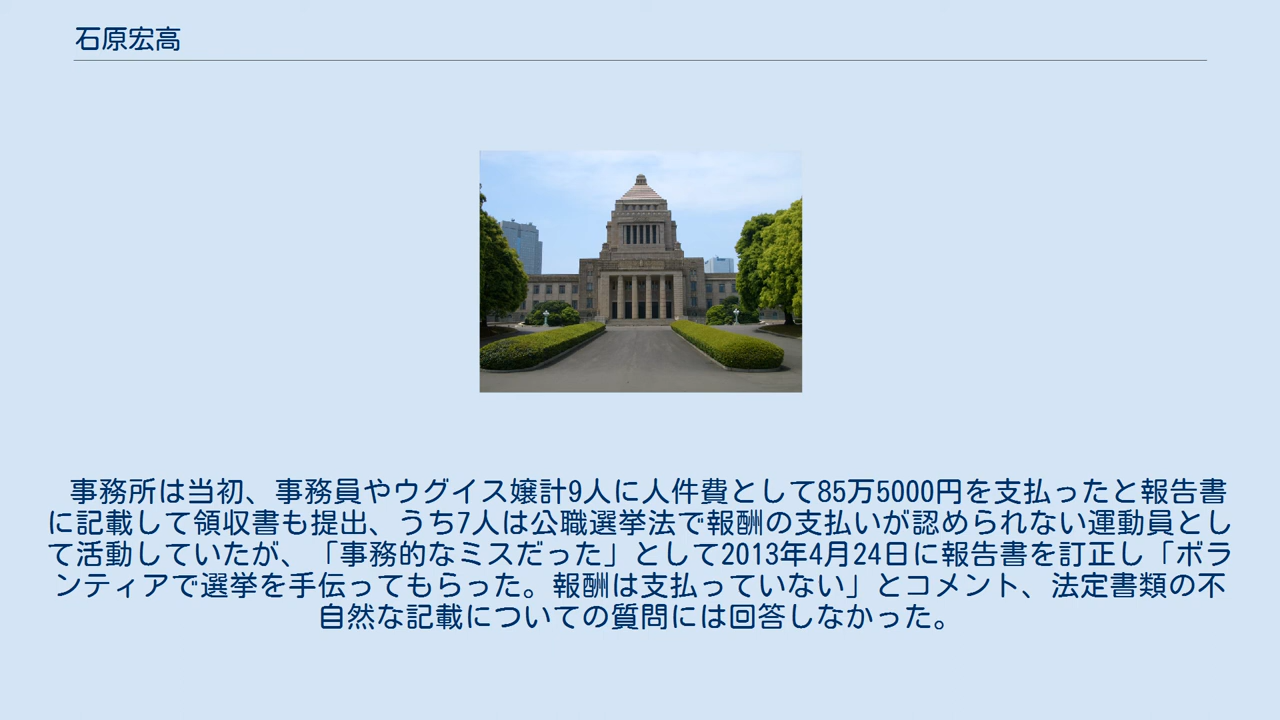 石原宏高
事務所は当初、事務員やウグイス嬢計9人に人件費として85万5000円を支払ったと報告書
に記載して領収書も提出、うち7人は公職選挙法で報酬の支払いが認められない運動員とし
て活動していたが、「事務的なミスだった」として2013年4月24日に報告書を訂正し「ボラ
ンティアで選挙を手伝ってもらった。報酬は支払っていない」とコメント、法定書類の不
自然な記載についての質問には回答しなかった。